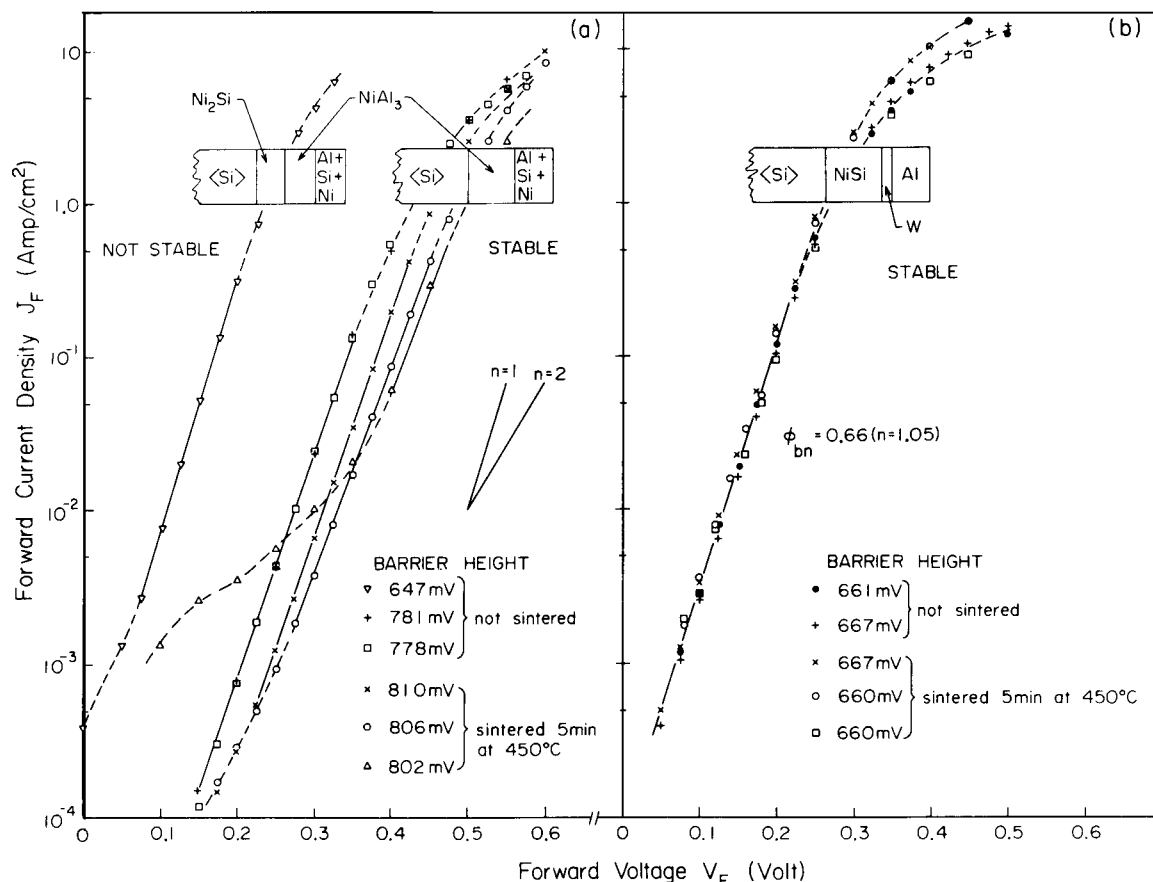 (a)
10
1.0
10⁻¹
10⁻²
10⁻³
10⁻⁴
Forward Current Density J_F (Amp/cm²)
Ni₂Si
NiAl₃
⟨Si⟩
Al+
Si+
Ni
⟨Si⟩
Al+
Si+
Ni
NOT STABLE
STABLE
n=1 n=2
BARRIER HEIGHT
▽ 647mV
+ 781mV
□ 778mV
not sintered
× 810mV
○ 806mV
△ 802mV
sintered 5min
at 450°C
0 0.1 0.2 0.3 0.4 0.5 0.6
(b)
⟨Si⟩ NiSi Al
W
STABLE
ϕ_bn = 0.66 (n=1.05)
BARRIER HEIGHT
● 661mV
+ 667mV
not sintered
× 667mV
○ 660mV
□ 660mV
sintered 5min at 450°C
0 0.1 0.2 0.3 0.4 0.5
Forward Voltage V_F (Volt)